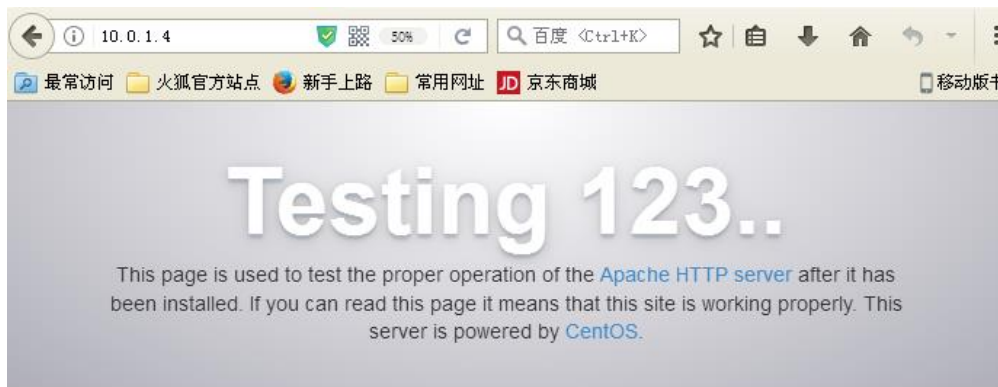 10.0.1.4 50% 百度 <Ctrl+K>
最常访问 火狐官方站点 新手上路 常用网址 JD 京东商城 移动版书
Testing 123..
This page is used to test the proper operation of the Apache HTTP server after it has
been installed. If you can read this page it means that this site is working properly. This
server is powered by CentOS.